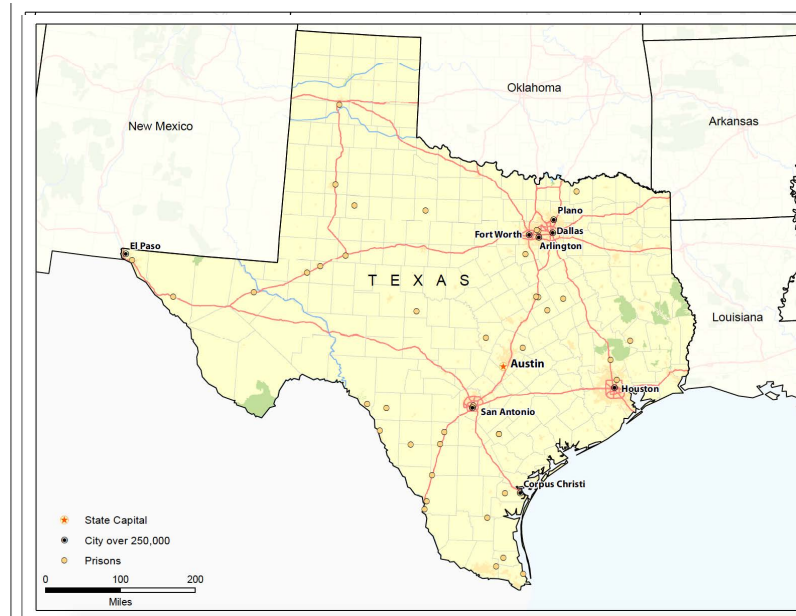 Oklahoma
New Mexico
Arkansas
Plano
Fort Worth
Dallas
Arlington
El Paso
TEXAS
Louisiana
Austin
Houston
San Antonio
Corpus Christi
State Capital
City over 250,000
Prisons
0 100 200
Miles